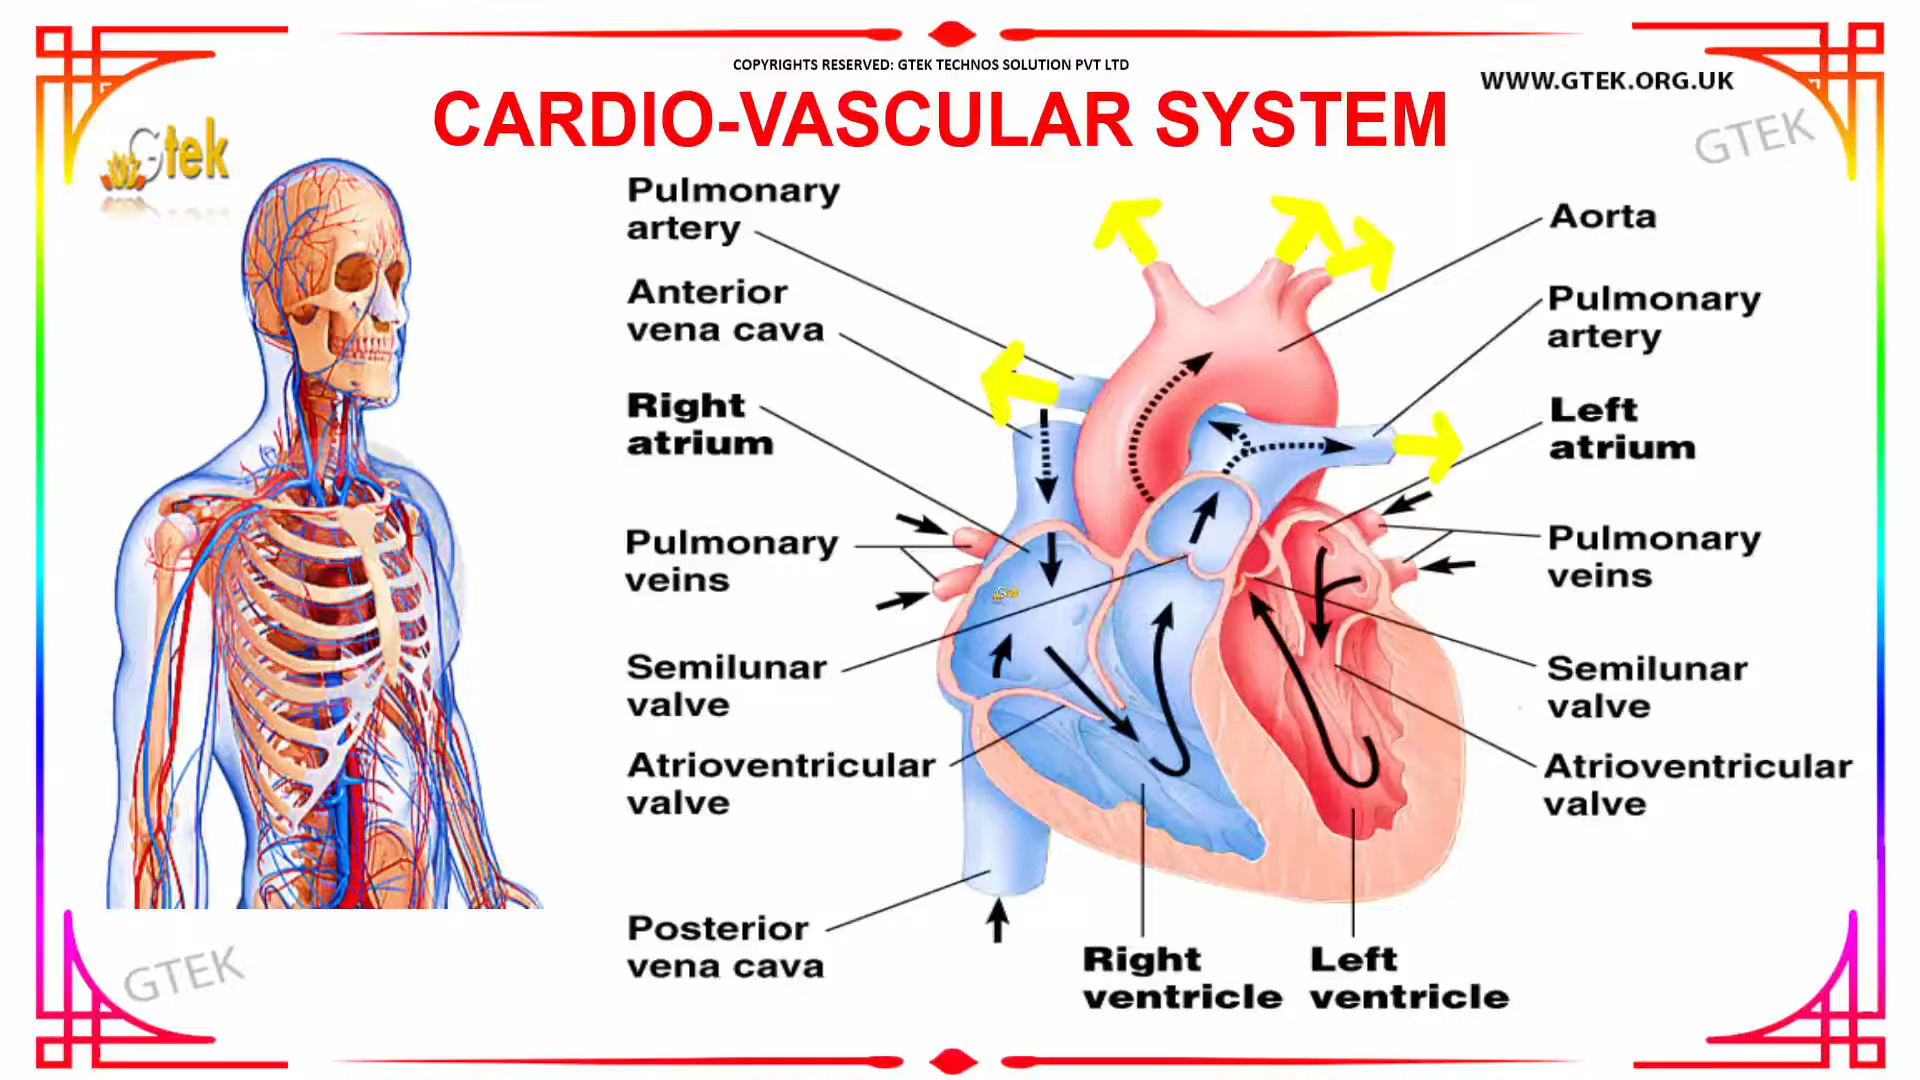 COPYRIGHTS RESERVED: GTEK TECHNOS SOLUTION PVT LTD
WWW.GTEK.ORG.UK
CARDIO-VASCULAR SYSTEM
Gtek
GTEK
Pulmonary
artery
Anterior
vena cava
Right
atrium
Pulmonary
veins
Semilunar
valve
Atrioventricular
valve
Posterior
vena cava
Aorta
Pulmonary
artery
Left
atrium
Pulmonary
veins
Semilunar
valve
Atrioventricular
valve
Right
ventricle
Left
ventricle
Gtek
GTEK